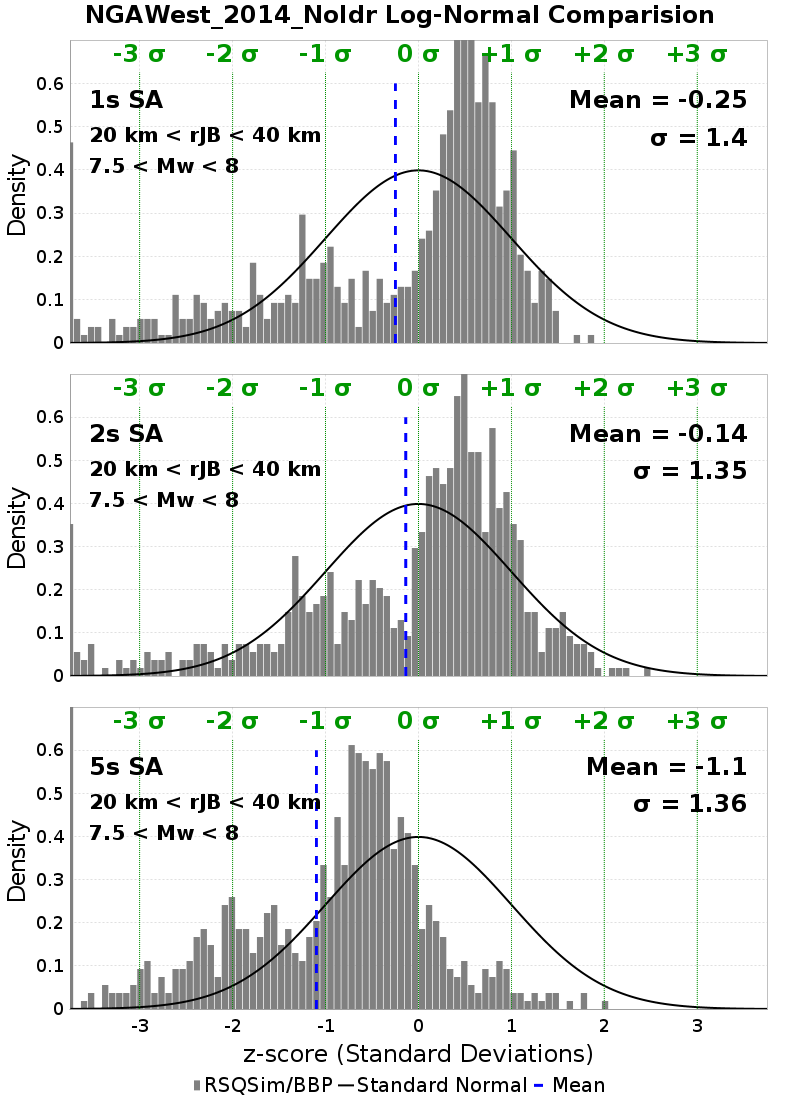 NGAWest_2014_NoIdr Log-Normal Comparision
-3 σ -2 σ -1 σ 0 σ +1 σ +2 σ +3 σ
1s SA
Mean = -0.25
20 km < rJB < 40 km
σ = 1.4
7.5 < Mw < 8
Density
0.6
0.5
0.4
0.3
0.2
0.1
0
-3 σ -2 σ -1 σ 0 σ +1 σ +2 σ +3 σ
2s SA
Mean = -0.14
20 km < rJB < 40 km
σ = 1.35
7.5 < Mw < 8
Density
0.6
0.5
0.4
0.3
0.2
0.1
0
-3 σ -2 σ -1 σ 0 σ +1 σ +2 σ +3 σ
5s SA
Mean = -1.1
20 km < rJB < 40 km
σ = 1.36
7.5 < Mw < 8
Density
0.6
0.5
0.4
0.3
0.2
0.1
0
-3 -2 -1 0 1 2 3
z-score (Standard Deviations)
RSQSim/BBP Standard Normal Mean